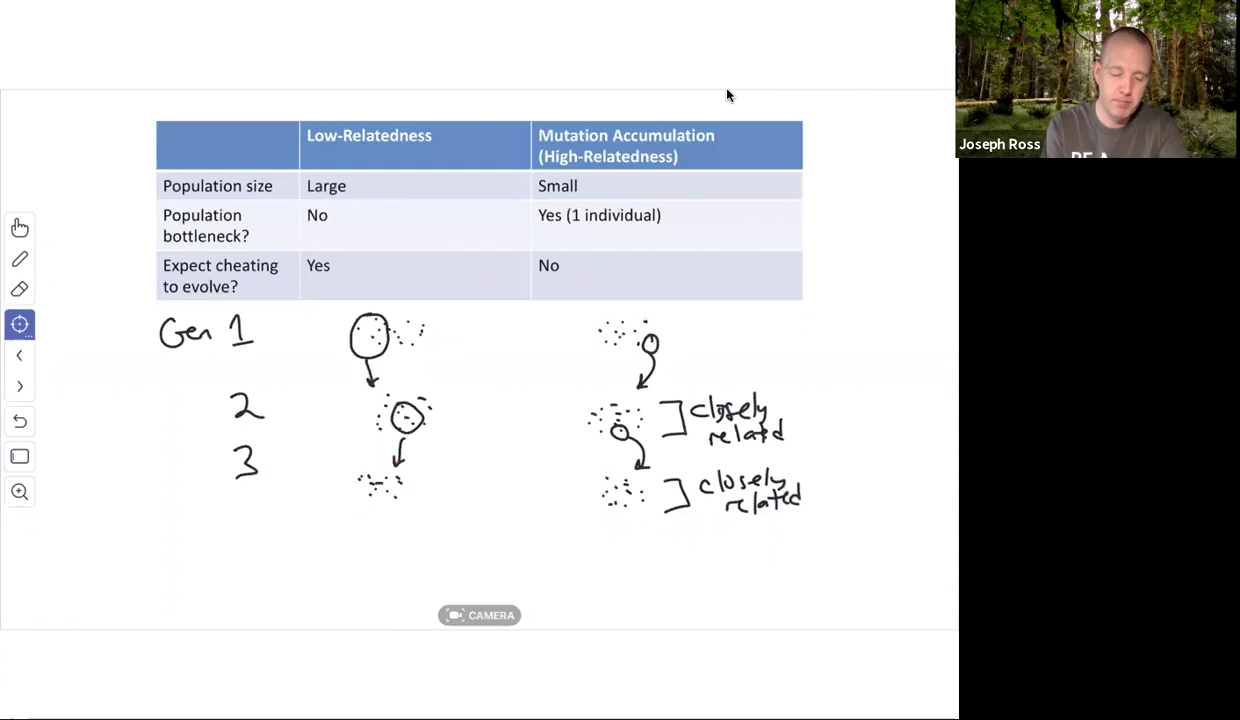 Low-Relatedness
Mutation Accumulation
(High-Relatedness)
Population size
Large
Small
Population
bottleneck?
No
Yes (1 individual)
Expect cheating
to evolve?
Yes
No
Gen 1
2
closely
related
3
closely
related
CAMERA
Joseph Ross
BE A